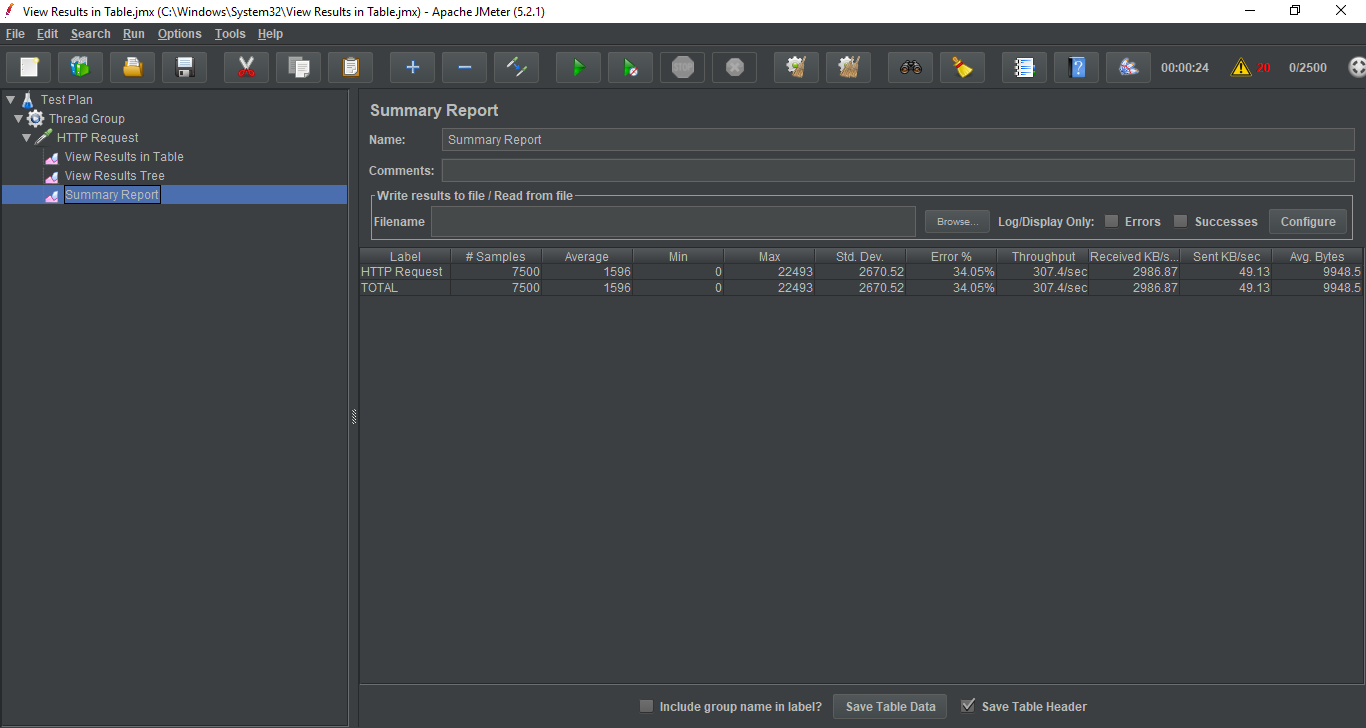 View Results in Table.jmx (C:\Windows\System32\View Results in Table.jmx) - Apache JMeter (5.2.1)
File Edit Search Run Options Tools Help
STOP 00:00:24 20 0/2500
Test Plan
Thread Group
HTTP Request
View Results in Table
View Results Tree
Summary Report
Summary Report
Name: Summary Report
Comments:
Write results to file / Read from file
Filename Browse... Log/Display Only: Errors Successes Configure
Label # Samples Average Min Max Std. Dev. Error % Throughput Received KB/s... Sent KB/sec Avg. Bytes
HTTP Request 7500 1596 0 22493 2670.52 34.05% 307.4/sec 2986.87 49.13 9948.5
TOTAL 7500 1596 0 22493 2670.52 34.05% 307.4/sec 2986.87 49.13 9948.5
Include group name in label? Save Table Data Save Table Header